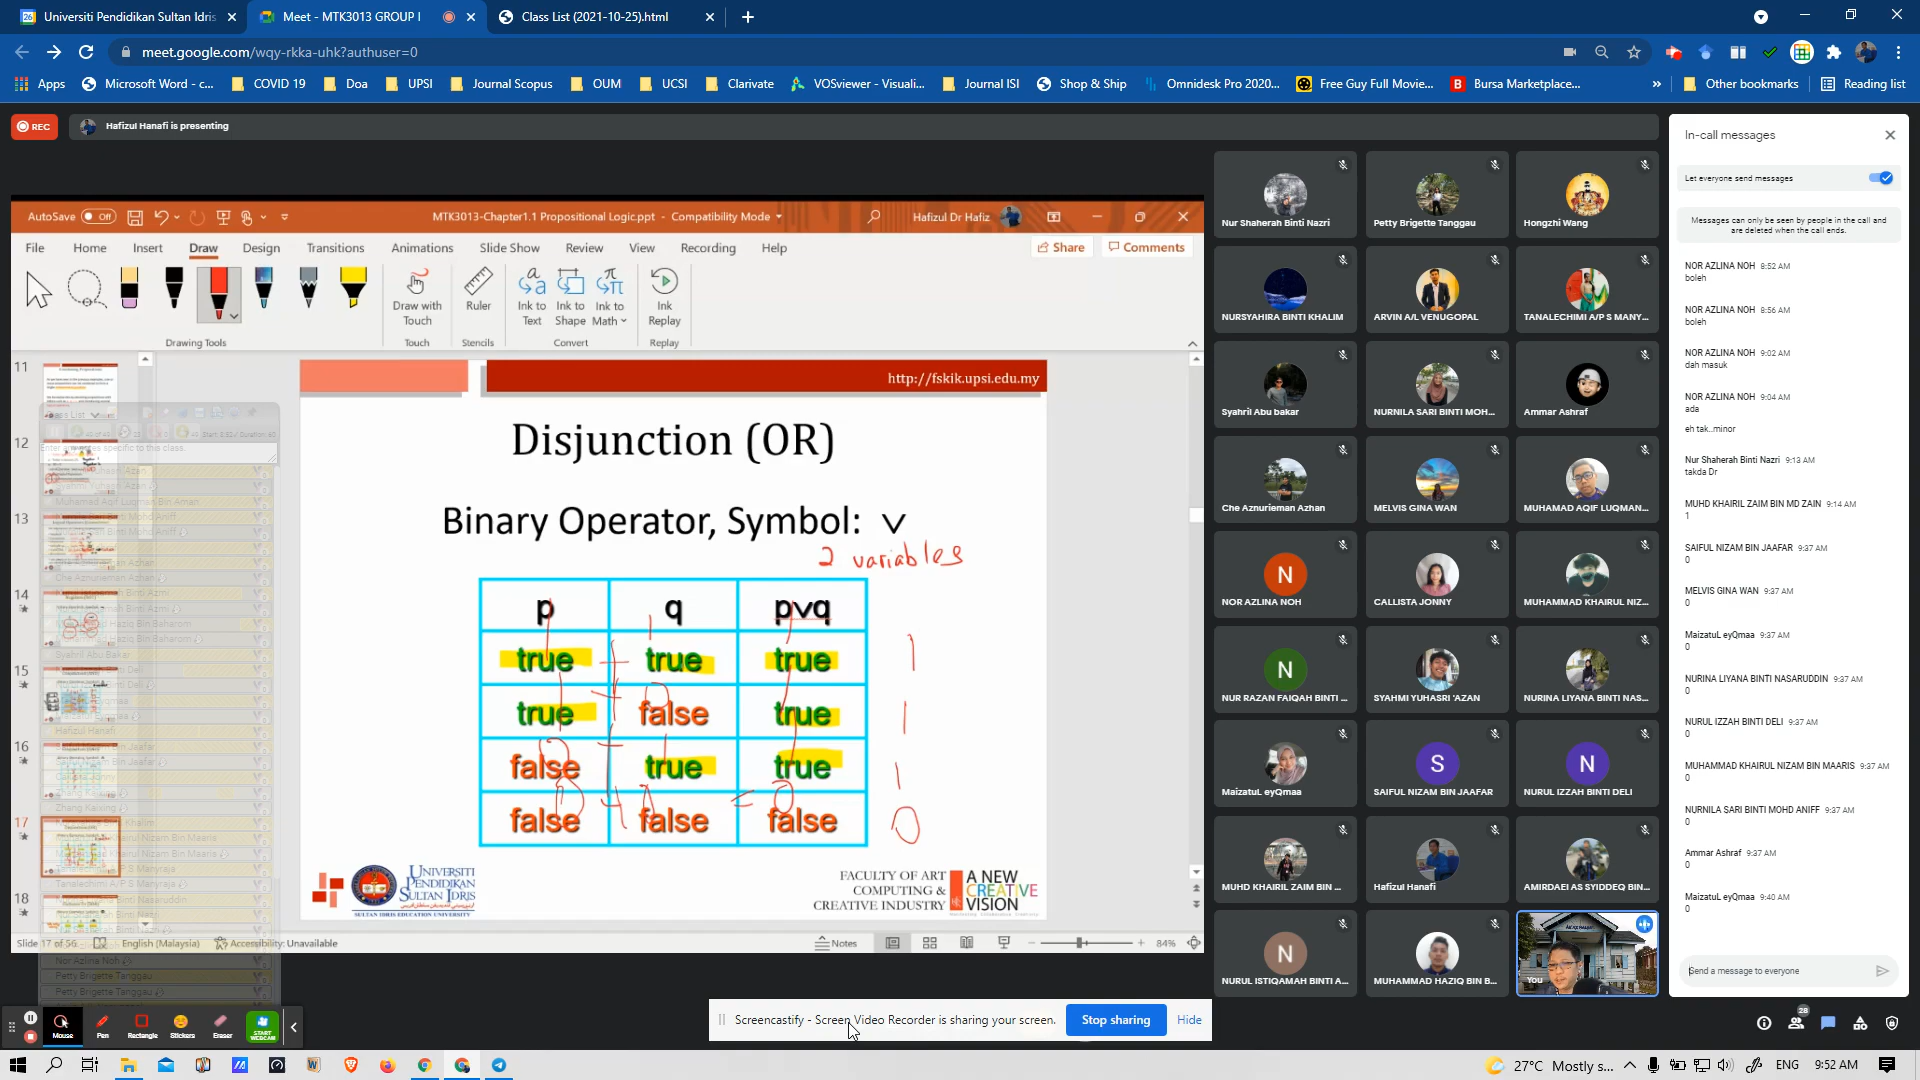 Universiti Pendidikan Sultan Idris
Meet - MTK3013 GROUP I
Class List (2021-10-25).html
meet.google.com/wqy-rkka-uhk?authuser=0
Apps
Microsoft Word - c...
COVID 19
Doa
UPSI
Journal Scopus
OUM
UCSI
Clarivate
VOSviewer - Visuali...
Journal ISI
Shop & Ship
Omnidesk Pro 2020...
Free Guy Full Movie...
Bursa Marketplace...
Other bookmarks
Reading list
REC
Hafizul Hanafi is presenting
AutoSave Off
MTK3013-Chapter1.1 Propositional Logic.ppt - Compatibility Mode
Hafizul Dr Hafiz
File Home Insert Draw Design Transitions Animations Slide Show Review View Recording Help
Share Comments
Draw with Touch
Ruler
Ink to Text
Ink to Shape
Ink to Math
Ink Replay
Drawing Tools
Touch
Stencils
Convert
Replay
11
12
13
14
15
16
17
18
http://fskik.upsi.edu.my
Disjunction (OR)
Binary Operator, Symbol: ∨
2 variables
p q p∨q
true true true 1
true false true 1
false true true 1
false + false = false 0
UNIVERSITI
PENDIDIKAN
SULTAN IDRIS
SULTAN IDRIS EDUCATION UNIVERSITY
FACULTY OF ART
COMPUTING &
CREATIVE INDUSTRY
A NEW
CREATIVE
VISION
Slide 17 of 56
English (Malaysia)
Accessibility: Unavailable
Notes
84%
Nur Shaherah Binti Nazri
Petty Brigette Tanggau
Hongzhi Wang
NURSYAHIRA BINTI KHALIM
ARVIN A/L VENUGOPAL
TANALECHIMI A/P S MANY...
Syahril Abu bakar
NURNILA SARI BINTI MOH...
Ammar Ashraf
Che Aznurieman Azhan
MELVIS GINA WAN
MUHAMAD AQIF LUQMAN...
N
NOR AZLINA NOH
CALLISTA JONNY
MUHAMMAD KHAIRUL NIZ...
N
NUR RAZAN FAIQAH BINTI ...
SYAHMI YUHASRI 'AZAN
NURINA LIYANA BINTI NAS...
MaizatuL eyQmaa
S
SAIFUL NIZAM BIN JAAFAR
N
NURUL IZZAH BINTI DELI
MUHD KHAIRIL ZAIM BIN ...
Hafizul Hanafi
AMIRDAEI AS SYIDDEQ BIN...
N
NURUL ISTIQAMAH BINTI A...
MUHAMMAD HAZIQ BIN B...
You
In-call messages
Let everyone send messages
Messages can only be seen by people in the call and
are deleted when the call ends.
NOR AZLINA NOH 8:52 AM
boleh
NOR AZLINA NOH 8:56 AM
boleh
NOR AZLINA NOH 9:02 AM
dah masuk
NOR AZLINA NOH 9:04 AM
ada
eh tak..minor
Nur Shaherah Binti Nazri 9:13 AM
takda Dr
MUHD KHAIRIL ZAIM BIN MD ZAIN 9:14 AM
1
SAIFUL NIZAM BIN JAAFAR 9:37 AM
0
MELVIS GINA WAN 9:37 AM
0
MaizatuL eyQmaa 9:37 AM
0
NURINA LIYANA BINTI NASARUDDIN 9:37 AM
0
NURUL IZZAH BINTI DELI 9:37 AM
0
MUHAMMAD KHAIRUL NIZAM BIN MAARIS 9:37 AM
0
NURNILA SARI BINTI MOHD ANIFF 9:37 AM
0
Ammar Ashraf 9:37 AM
0
MaizatuL eyQmaa 9:40 AM
0
Send a message to everyone
28
Mouse
Pen
Rectangle
Stickers
Eraser
START WEBCAM
Screencastify - Screen Video Recorder is sharing your screen.
Stop sharing
Hide
27°C Mostly s...
ENG
9:52 AM